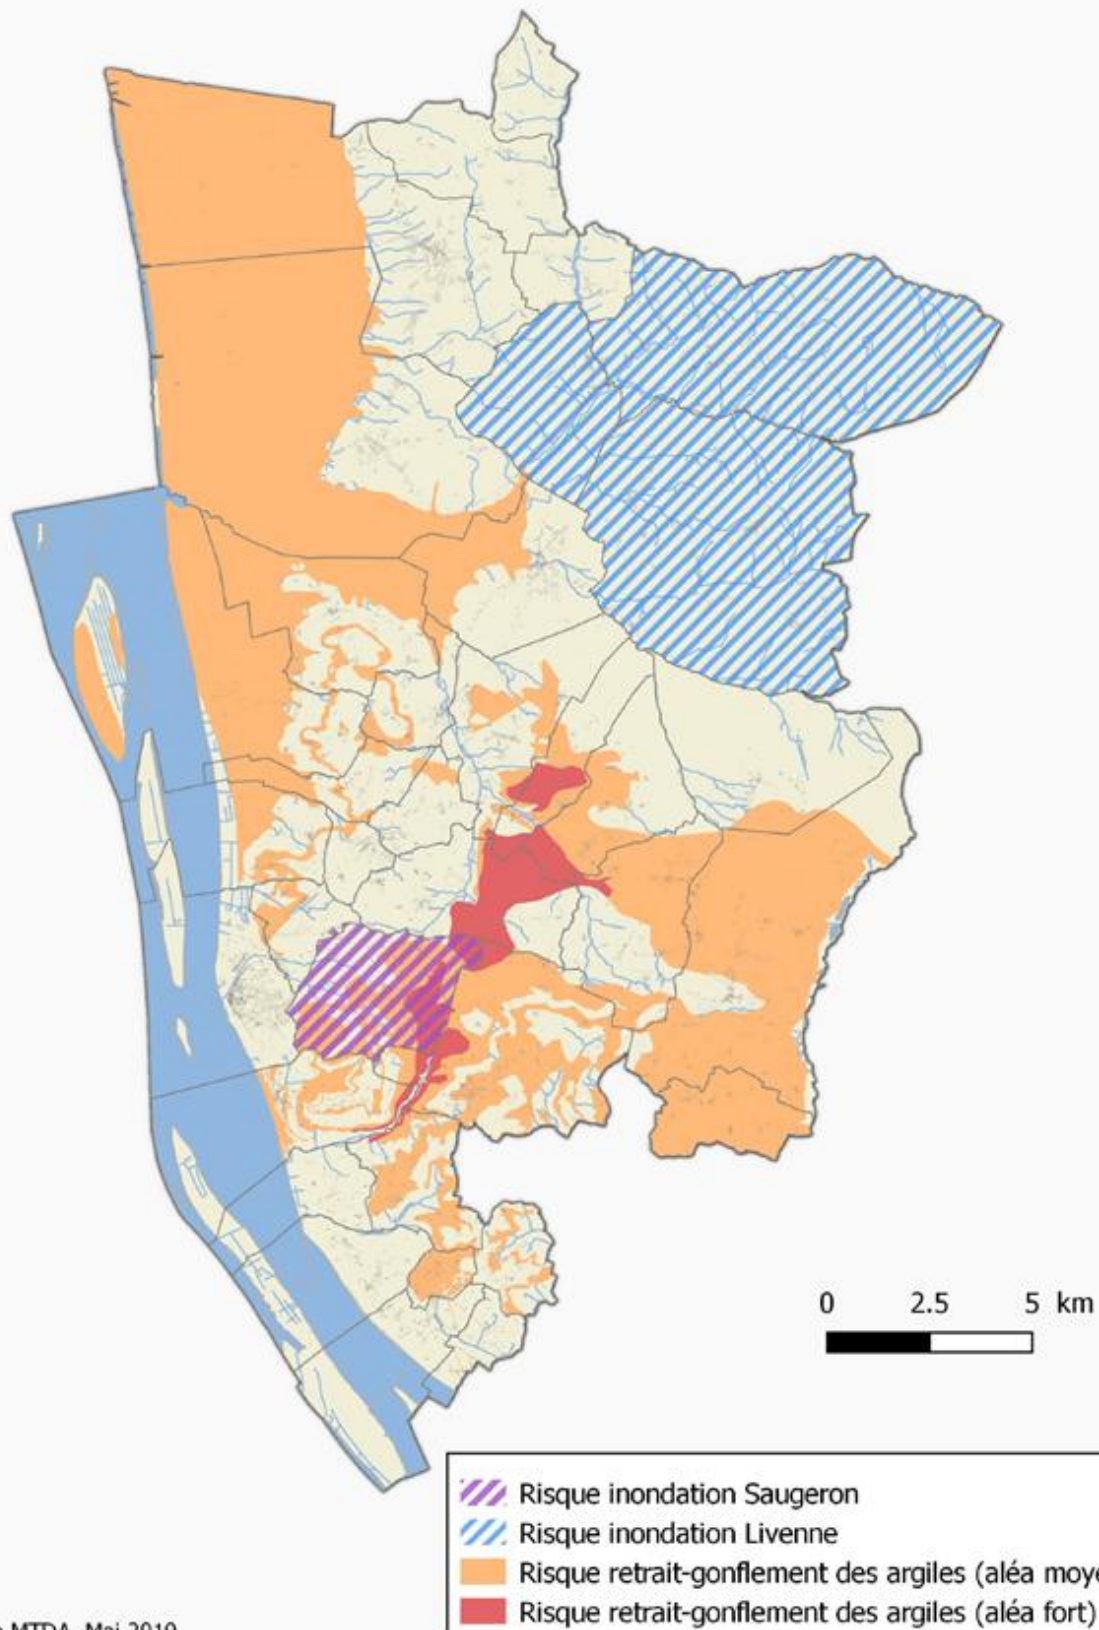 0 2.5 5 km
Risque inondation Saugeron
Risque inondation Livenne
Risque retrait-gonflement des argiles (aléa moye
Risque retrait-gonflement des argiles (aléa fort)
MTDA, Mai 2019